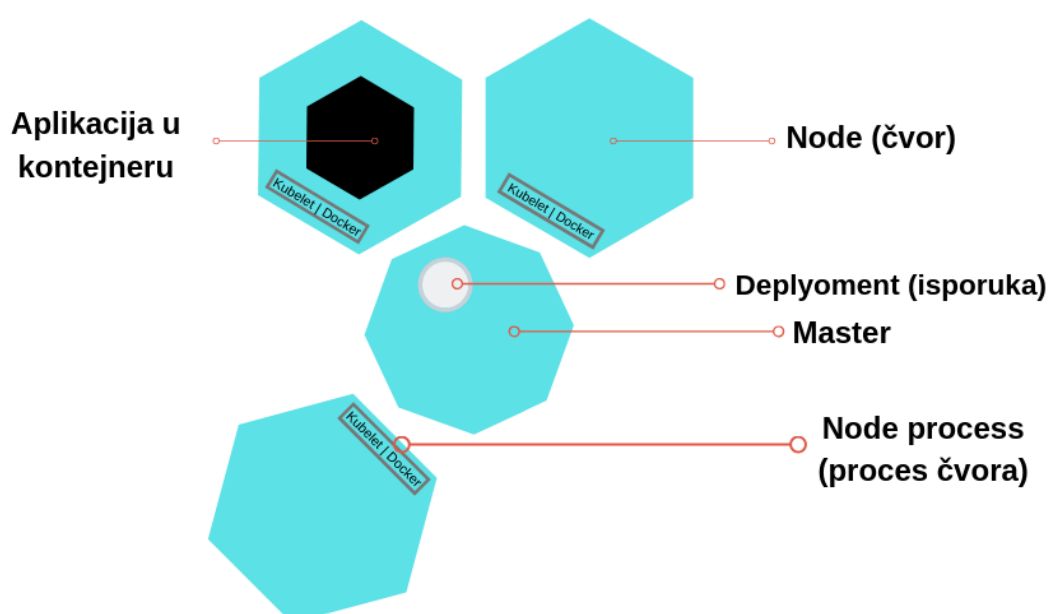 Aplikacija u
kontejneru
Kubelet | Docker
Kubelet | Docker
Node (čvor)
Deplyoment (isporuka)
Master
Kubelet | Docker
Node process
(proces čvora)